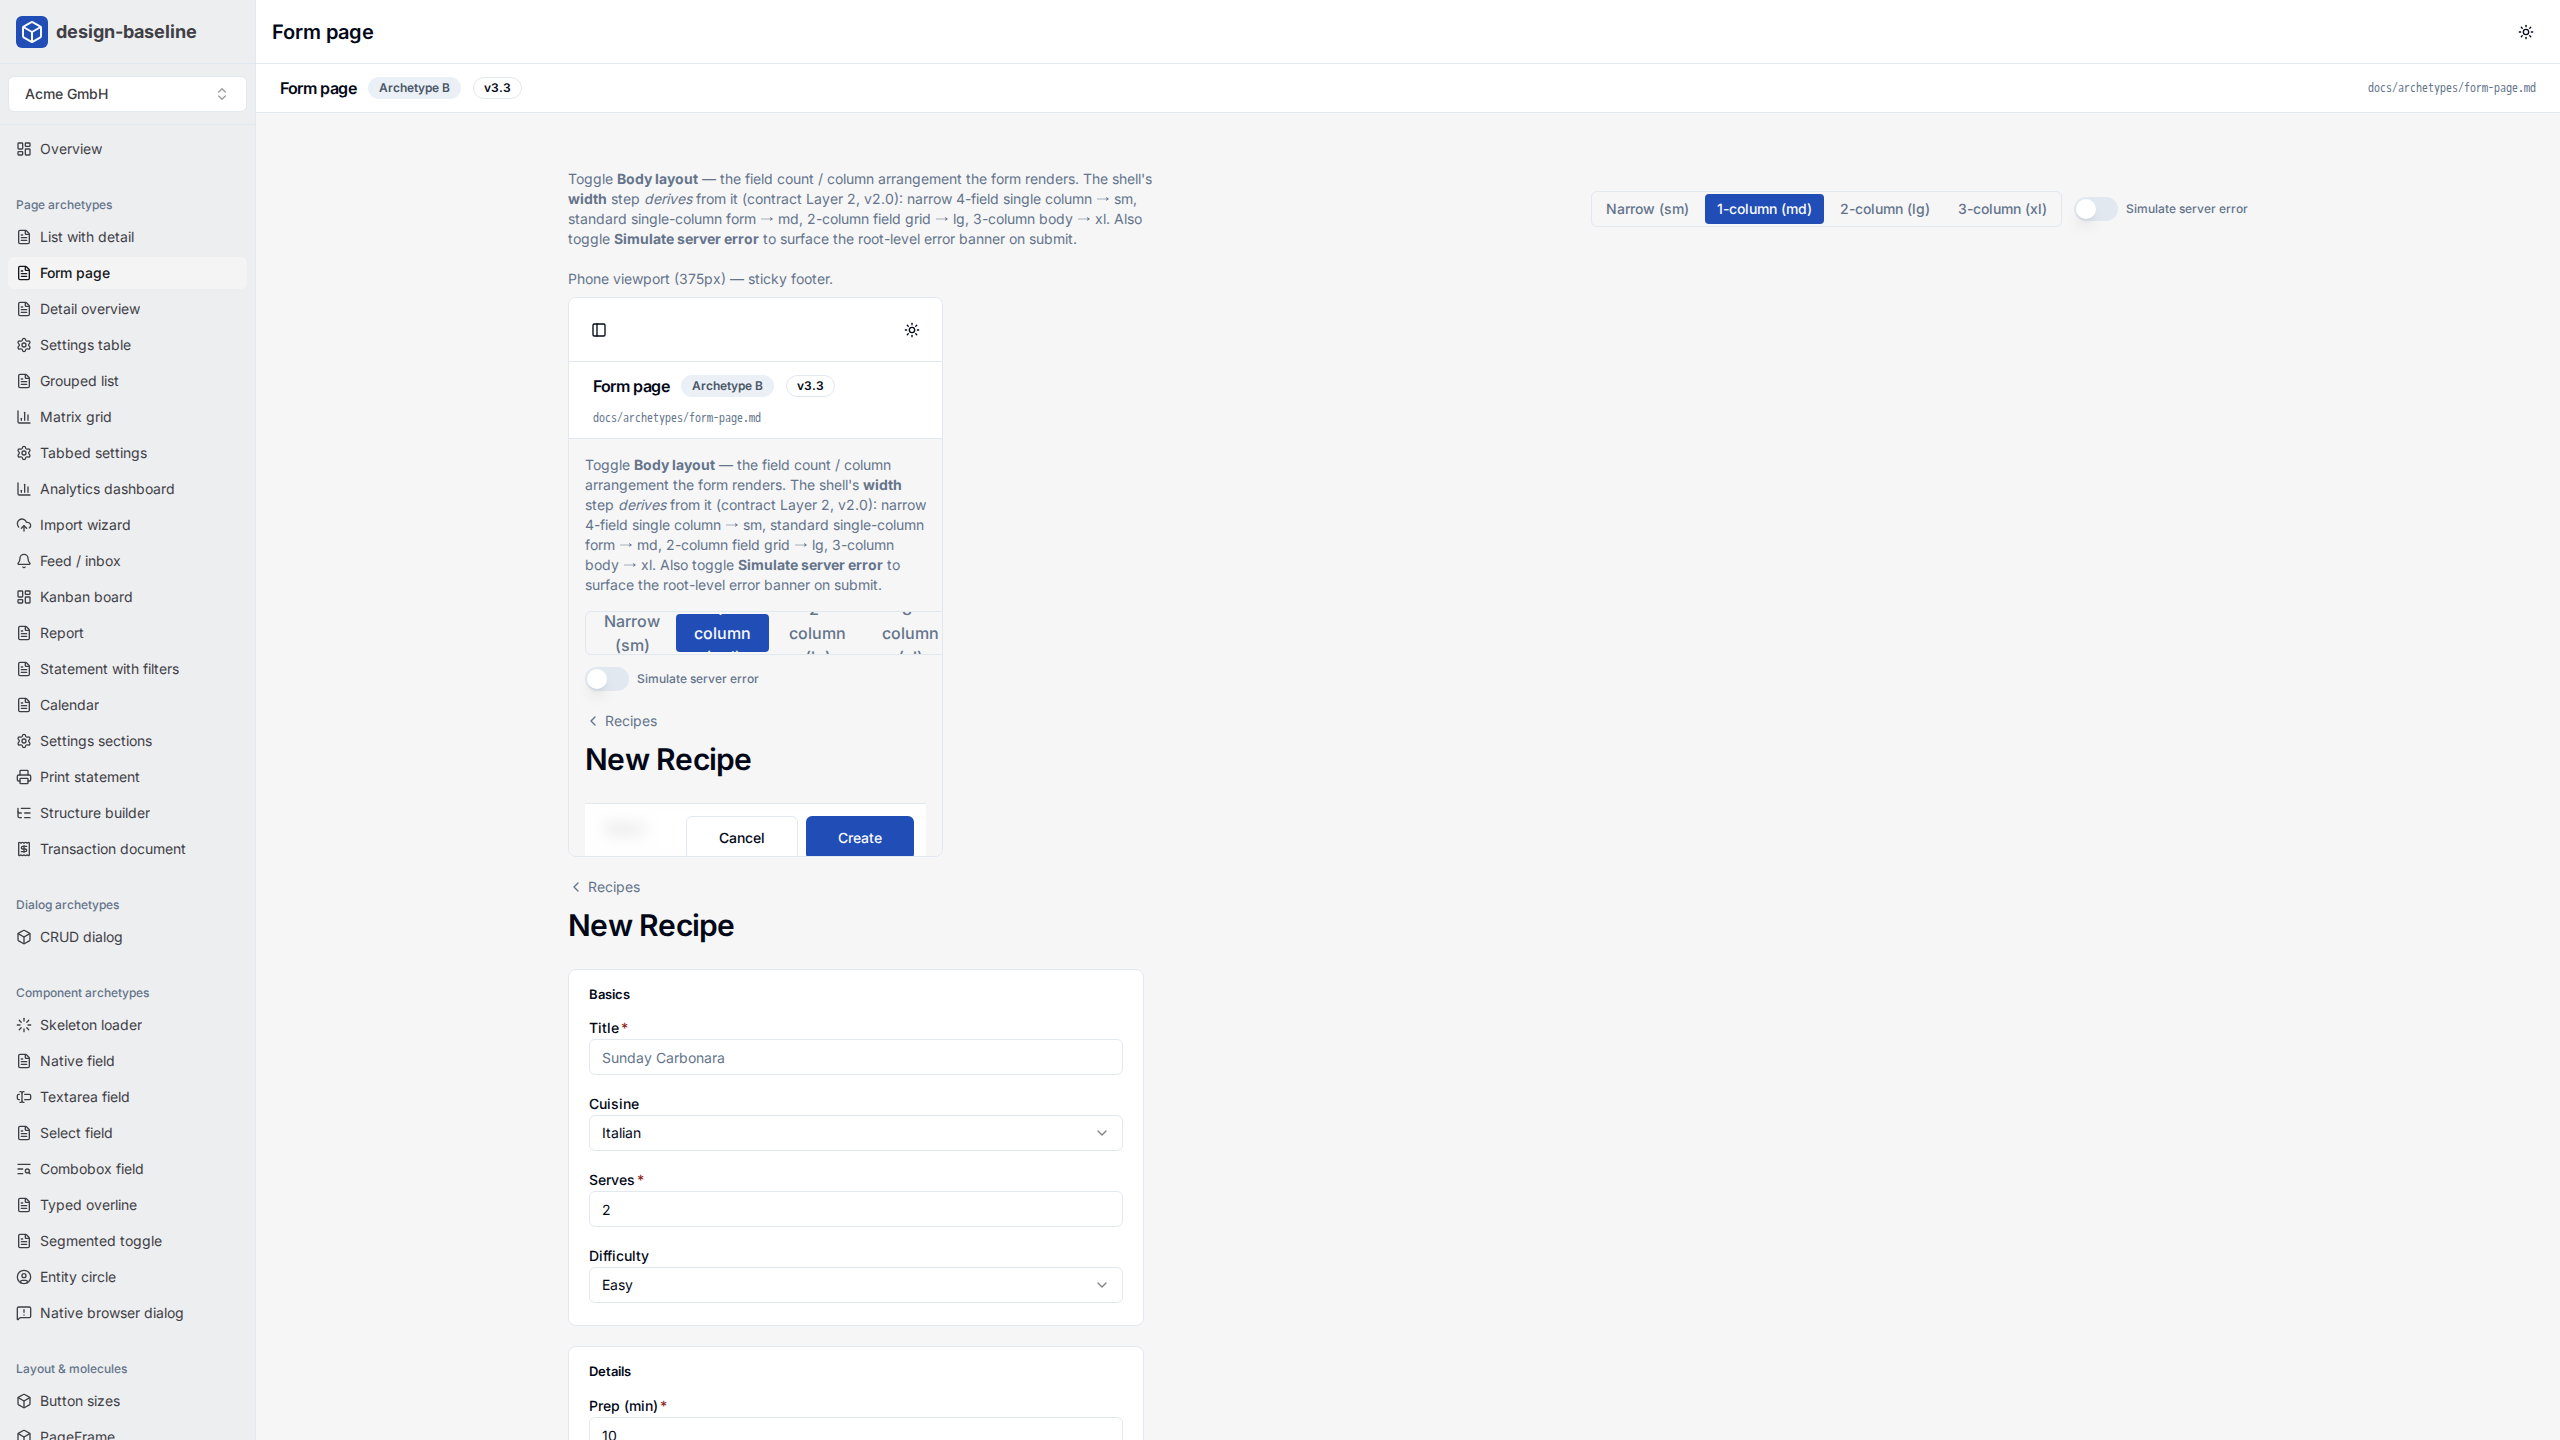 design-baseline
Acme GmbH
Overview
Page archetypes
List with detail
Form page
Detail overview
Settings table
Grouped list
Matrix grid
Tabbed settings
Analytics dashboard
Import wizard
Feed / inbox
Kanban board
Report
Statement with filters
Calendar
Settings sections
Print statement
Structure builder
Transaction document
Dialog archetypes
CRUD dialog
Component archetypes
Skeleton loader
Native field
Textarea field
Select field
Combobox field
Typed overline
Segmented toggle
Entity circle
Native browser dialog
Layout & molecules
Button sizes
PageFrame
Form page
Form page Archetype B v3.3 docs/archetypes/form-page.md
Toggle Body layout — the field count / column arrangement the form renders. The shell's
width step derives from it (contract Layer 2, v2.0): narrow 4-field single column → sm,
standard single-column form → md, 2-column field grid → lg, 3-column body → xl. Also
toggle Simulate server error to surface the root-level error banner on submit.
Narrow (sm) 1-column (md) 2-column (lg) 3-column (xl) Simulate server error
Phone viewport (375px) — sticky footer.
Form page Archetype B v3.3
docs/archetypes/form-page.md
Toggle Body layout — the field count / column
arrangement the form renders. The shell's width
step derives from it (contract Layer 2, v2.0): narrow
4-field single column → sm, standard single-column
form → md, 2-column field grid → lg, 3-column
body → xl. Also toggle Simulate server error to
surface the root-level error banner on submit.
Narrow
(sm)
column
column
column
Simulate server error
Recipes
New Recipe
Cancel Create
Recipes
New Recipe
Basics
Title *
Sunday Carbonara
Cuisine
Italian
Serves *
2
Difficulty
Easy
Details
Prep (min) *
10